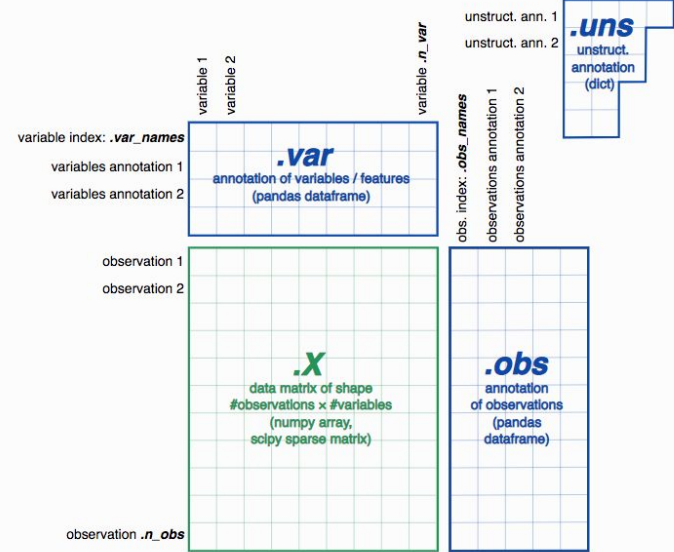 unstruct. ann. 1
unstruct. ann. 2
.uns
unstruct.
annotation
(dict)
variable 1
variable 2
variable .n_var
variable index: .var_names
variables annotation 1
variables annotation 2
.var
annotation of variables / features
(pandas dataframe)
obs. index: .obs_names
observations annotation 1
observations annotation 2
observation 1
observation 2
observation .n_obs
.X
data matrix of shape
#observations × #variables
(numpy array,
scipy sparse matrix)
.obs
annotation
of observations
(pandas
dataframe)